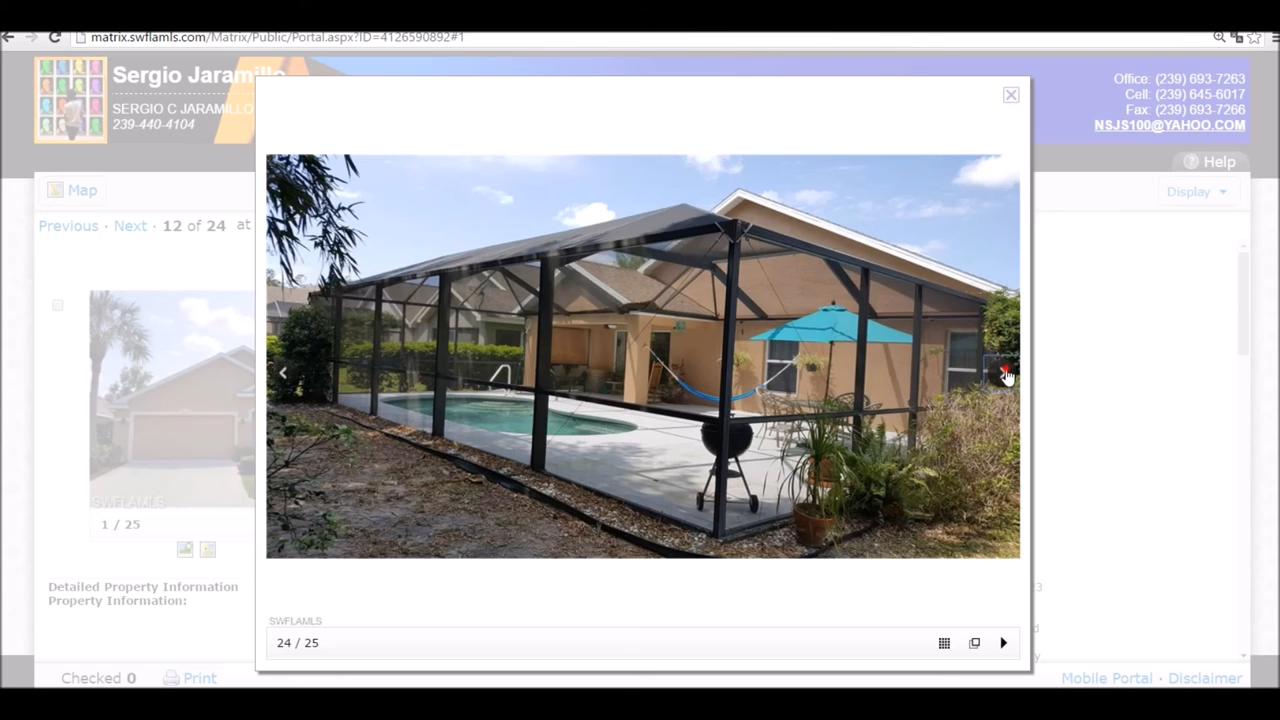 matrix.swflamls.com/Matrix/Public/Portal.aspx?ID=4126590892#1
Sergio Jaramillo
SERGIO C JARAMILLO
239-440-4104
Office: (239) 693-7263
Cell: (239) 645-6017
Fax: (239) 693-7266
NSJS100@YAHOO.COM
Help
Map
Display
Previous · Next · 12 of 24 at
SWFLAMLS
1 / 25
Detailed Property Information
Property Information:
SWFLAMLS
24 / 25
Checked 0
Print
Mobile Portal · Disclaimer